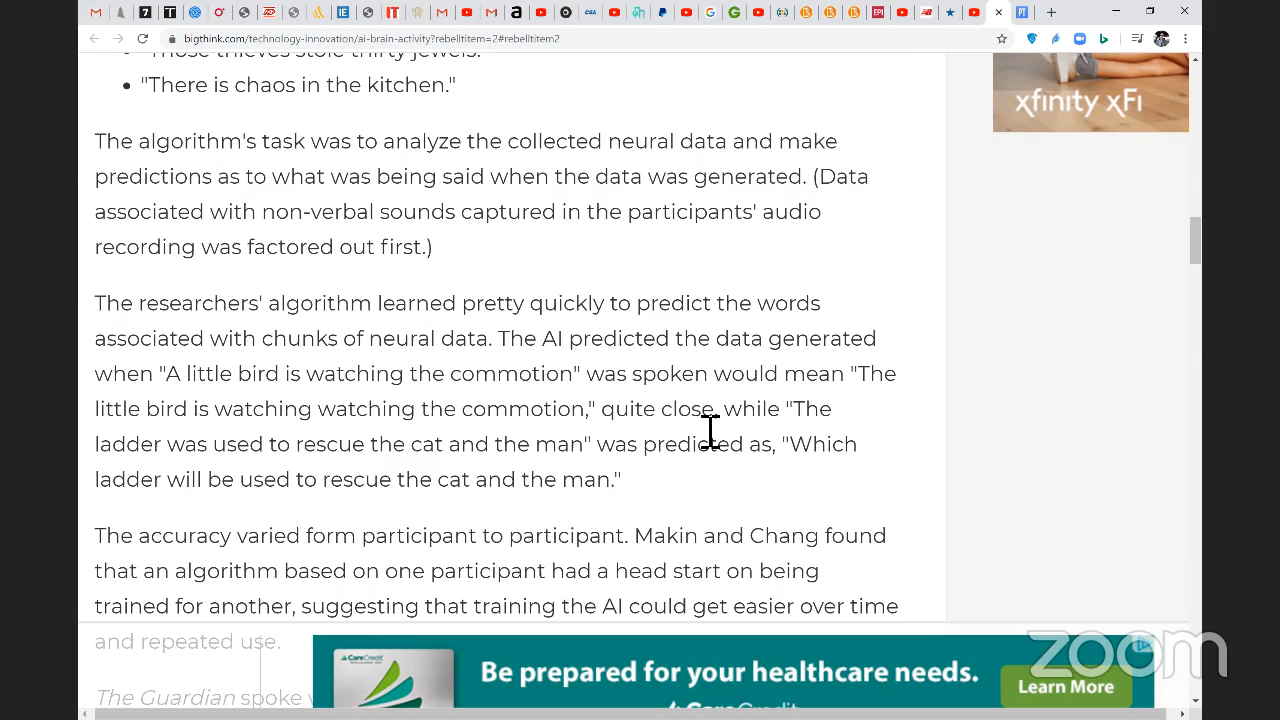 bigthink.com/technology-innovation/ai-brain-activity?rebelltitem=2#rebelltitem2
"Those thieves stole thirty jewels."
"There is chaos in the kitchen."
xfinity xFi
The algorithm's task was to analyze the collected neural data and make
predictions as to what was being said when the data was generated. (Data
associated with non-verbal sounds captured in the participants' audio
recording was factored out first.)
The researchers' algorithm learned pretty quickly to predict the words
associated with chunks of neural data. The AI predicted the data generated
when "A little bird is watching the commotion" was spoken would mean "The
little bird is watching watching the commotion," quite close, while "The
ladder was used to rescue the cat and the man" was predicted as, "Which
ladder will be used to rescue the cat and the man."
The accuracy varied form participant to participant. Makin and Chang found
that an algorithm based on one participant had a head start on being
trained for another, suggesting that training the AI could get easier over time
and repeated use.
The Guardian spoke
CareCredit
Be prepared for your healthcare needs.
CareCredit
Learn More
zoom